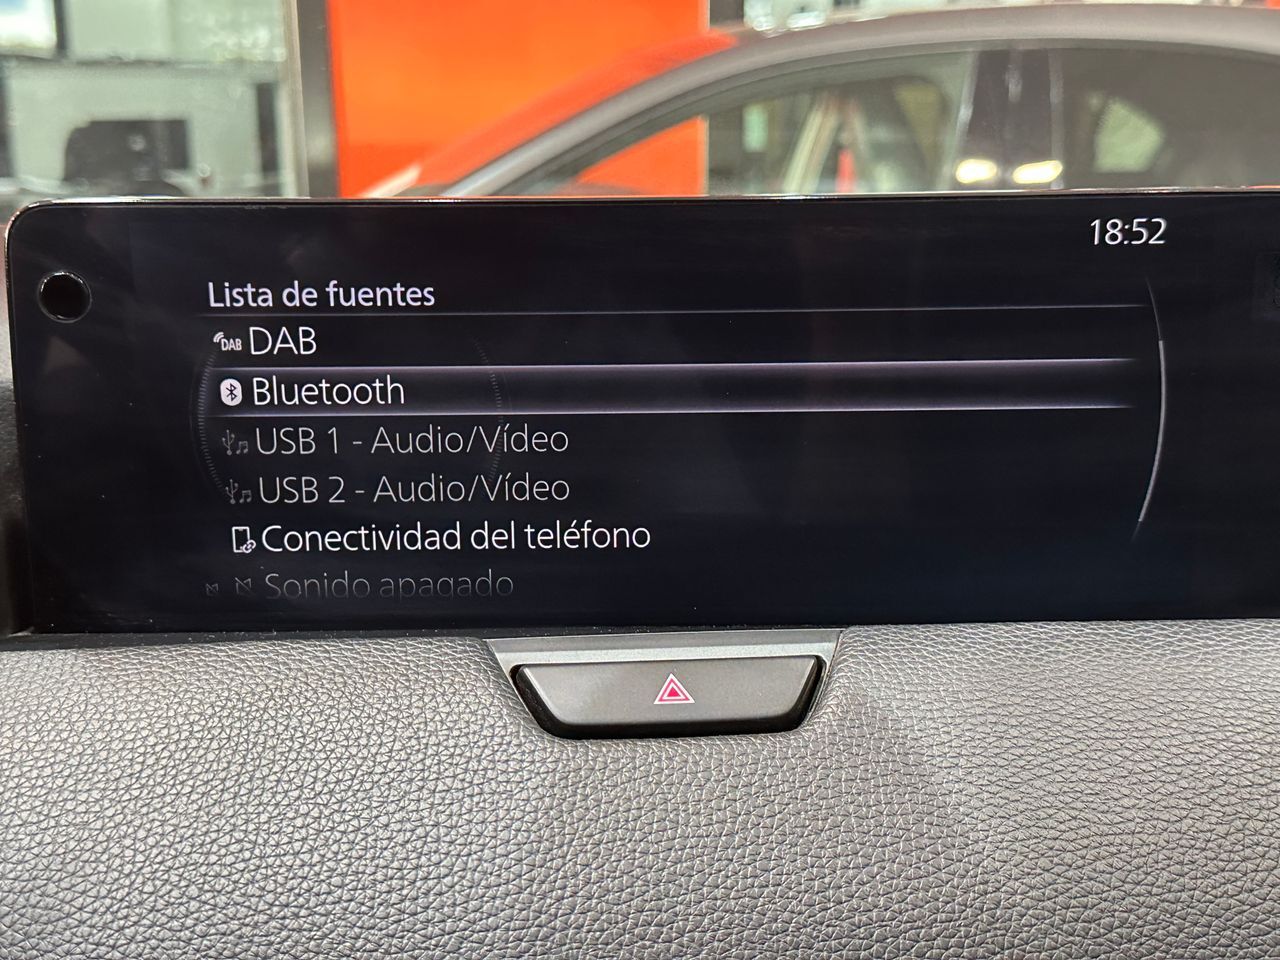 18:52
Lista de fuentes
DAB DAB
Bluetooth
USB 1 - Audio/Vídeo
USB 2 - Audio/Vídeo
Conectividad del teléfono
Sonido apagado